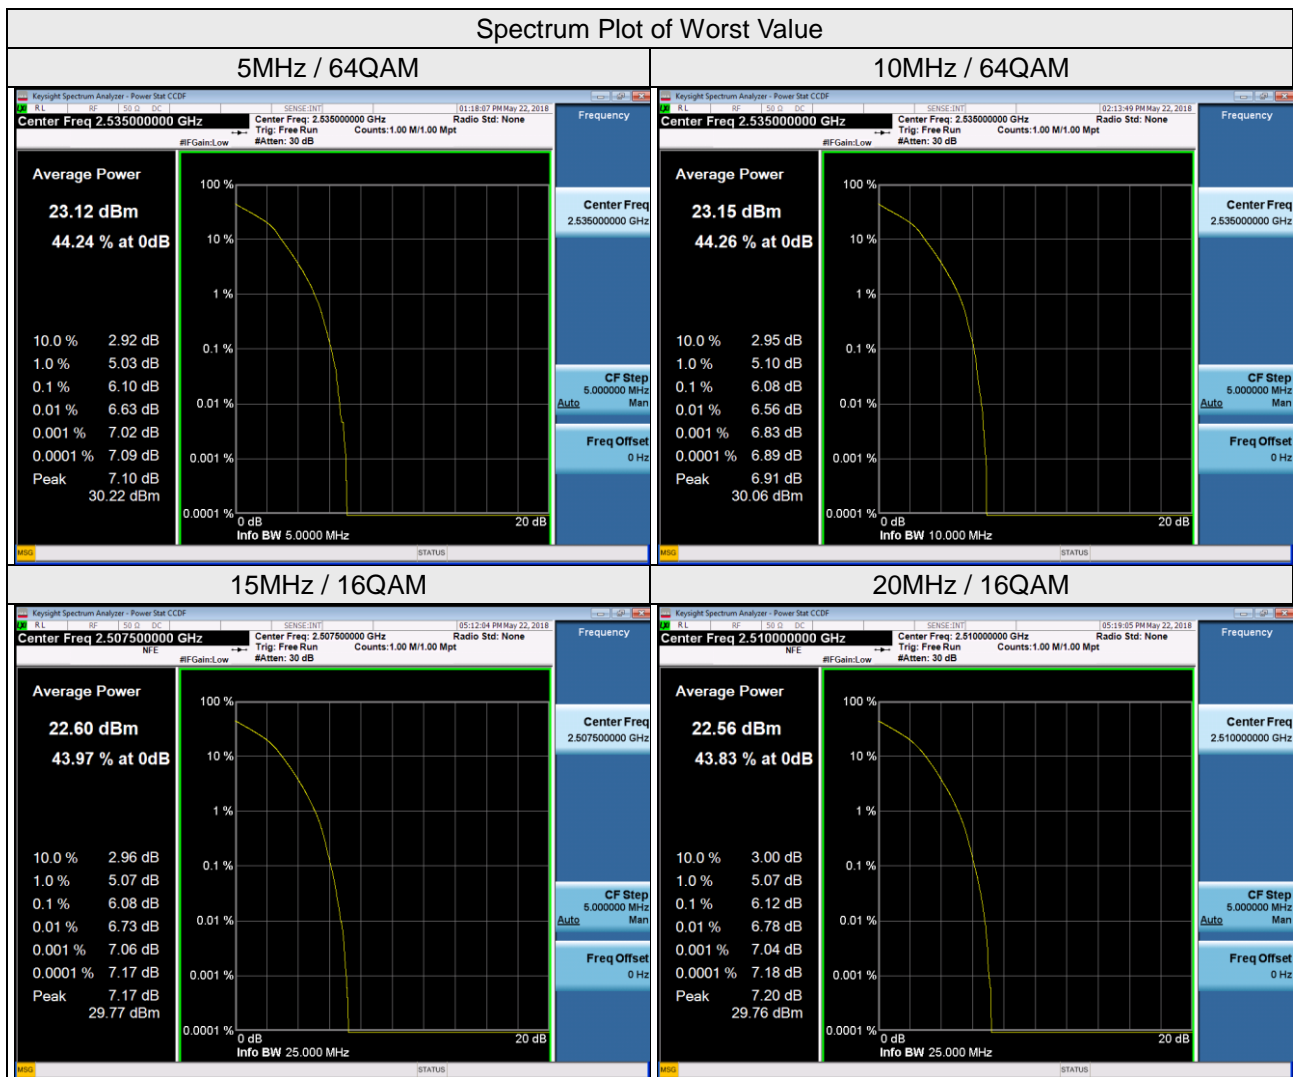 Spectrum Plot of Worst Value
5MHz / 64QAM
Keysight Spectrum Analyzer - Power Stat CCDF
RL RF 50 Ω DC SENSE:INT 01:18:07 PM May 22, 2018
Center Freq 2.535000000 GHz
Center Freq: 2.535000000 GHz Radio Std: None
Trig: Free Run Counts:1.00 M/1.00 Mpt
#IFGain:Low #Atten: 30 dB
Frequency
Average Power
23.12 dBm
44.24 % at 0dB
10.0 % 2.92 dB
1.0 % 5.03 dB
0.1 % 6.10 dB
0.01 % 6.63 dB
0.001 % 7.02 dB
0.0001 % 7.09 dB
Peak 7.10 dB
30.22 dBm
100 %
10 %
1 %
0.1 %
0.01 %
0.001 %
0.0001 %
0 dB 20 dB
Info BW 5.0000 MHz
Center Freq
2.535000000 GHz
CF Step
5.000000 MHz
Auto Man
Freq Offset
0 Hz
MSG STATUS
10MHz / 64QAM
Keysight Spectrum Analyzer - Power Stat CCDF
RL RF 50 Ω DC SENSE:INT 02:13:49 PM May 22, 2018
Center Freq 2.535000000 GHz
Center Freq: 2.535000000 GHz Radio Std: None
Trig: Free Run Counts:1.00 M/1.00 Mpt
#IFGain:Low #Atten: 30 dB
Frequency
Average Power
23.15 dBm
44.26 % at 0dB
10.0 % 2.95 dB
1.0 % 5.10 dB
0.1 % 6.08 dB
0.01 % 6.56 dB
0.001 % 6.83 dB
0.0001 % 6.89 dB
Peak 6.91 dB
30.06 dBm
100 %
10 %
1 %
0.1 %
0.01 %
0.001 %
0.0001 %
0 dB 20 dB
Info BW 10.000 MHz
Center Freq
2.535000000 GHz
CF Step
5.000000 MHz
Auto Man
Freq Offset
0 Hz
MSG STATUS
15MHz / 16QAM
Keysight Spectrum Analyzer - Power Stat CCDF
RL RF 50 Ω DC SENSE:INT 05:12:04 PM May 22, 2018
Center Freq 2.507500000 GHz
Center Freq: 2.507500000 GHz Radio Std: None
NFE Trig: Free Run Counts:1.00 M/1.00 Mpt
#IFGain:Low #Atten: 30 dB
Frequency
Average Power
22.60 dBm
43.97 % at 0dB
10.0 % 2.96 dB
1.0 % 5.07 dB
0.1 % 6.08 dB
0.01 % 6.73 dB
0.001 % 7.06 dB
0.0001 % 7.17 dB
Peak 7.17 dB
29.77 dBm
100 %
10 %
1 %
0.1 %
0.01 %
0.001 %
0.0001 %
0 dB 20 dB
Info BW 25.000 MHz
Center Freq
2.507500000 GHz
CF Step
5.000000 MHz
Auto Man
Freq Offset
0 Hz
MSG STATUS
20MHz / 16QAM
Keysight Spectrum Analyzer - Power Stat CCDF
RL RF 50 Ω DC SENSE:INT 05:19:05 PM May 22, 2018
Center Freq 2.510000000 GHz
Center Freq: 2.510000000 GHz Radio Std: None
NFE Trig: Free Run Counts:1.00 M/1.00 Mpt
#IFGain:Low #Atten: 30 dB
Frequency
Average Power
22.56 dBm
43.83 % at 0dB
10.0 % 3.00 dB
1.0 % 5.07 dB
0.1 % 6.12 dB
0.01 % 6.78 dB
0.001 % 7.04 dB
0.0001 % 7.18 dB
Peak 7.20 dB
29.76 dBm
100 %
10 %
1 %
0.1 %
0.01 %
0.001 %
0.0001 %
0 dB 20 dB
Info BW 25.000 MHz
Center Freq
2.510000000 GHz
CF Step
5.000000 MHz
Auto Man
Freq Offset
0 Hz
MSG STATUS